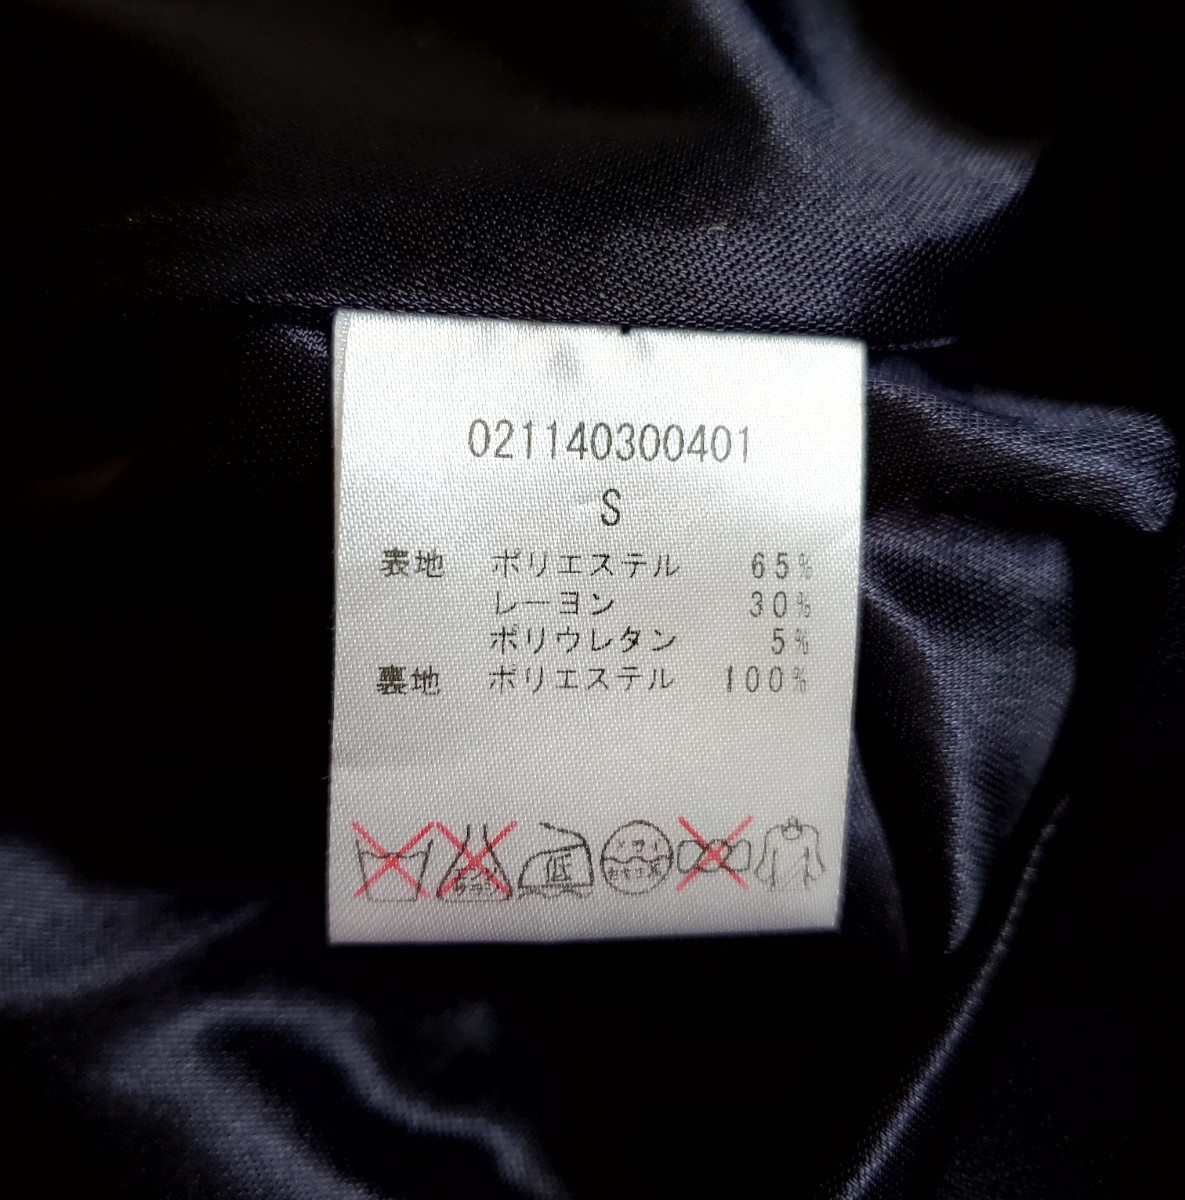 021140300401
S
表地 ポリエステル 65%
レーヨン 30%
ポリウレタン 5%
裏地 ポリエステル 100%
低